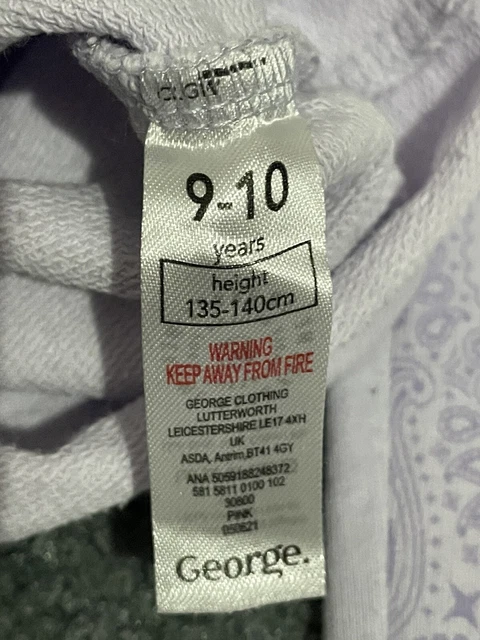 9-10
years
height
135-140cm
WARNING
KEEP AWAY FROM FIRE
GEORGE CLOTHING
LUTTERWORTH
LEICESTERSHIRE LE17 4XH
UK
ASDA, Antrim,BT41 4GY
ANA 5059188248372
581 5811 0100 102
30800
PINK
George.